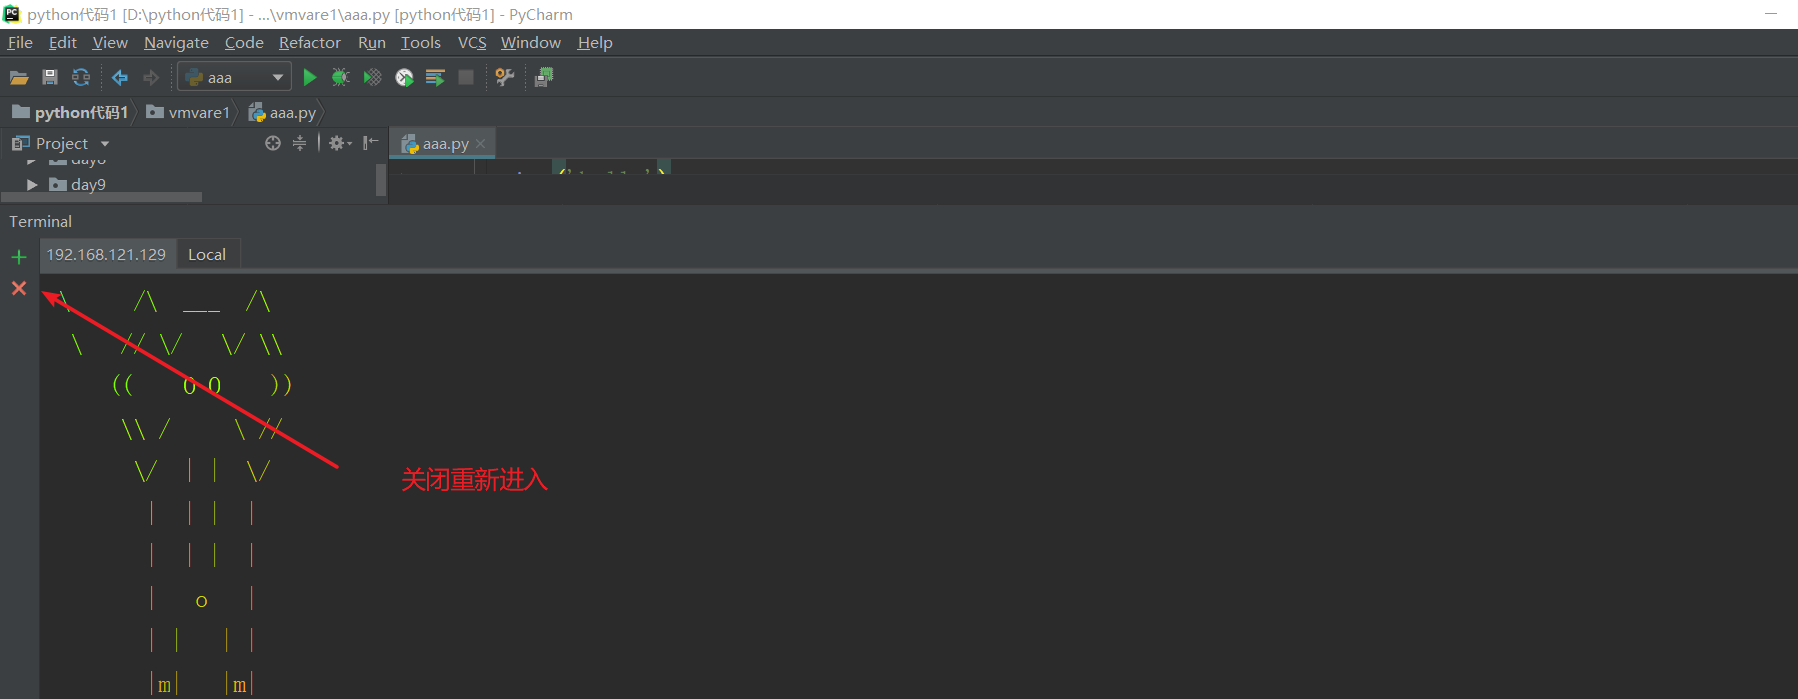 python代码1 [D:\python代码1] - ...\vmvare1\aaa.py [python代码1] - PyCharm
File Edit View Navigate Code Refactor Run Tools VCS Window Help
aaa
python代码1 vmvare1 aaa.py
Project aaa.py
day9
Terminal
192.168.121.129 Local
\     /\  ___  /\
 \   // \/   \/ \\
    ((    O O    ))
     \\ /     \ //
      \/  | |  \/
       |  | |  |
       |  | |  |
       |   o   |
       | |   | |
       |m|   |m|
关闭重新进入